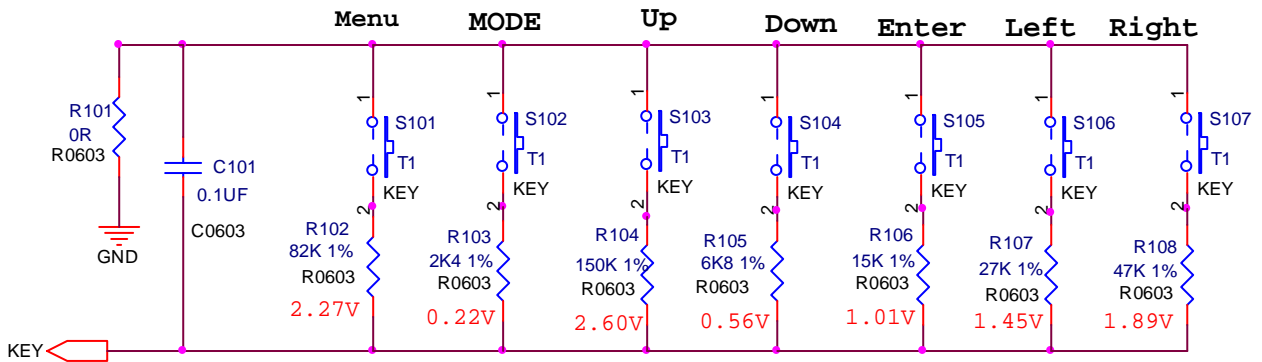 Menu MODE Up Down Enter Left Right
1 1 1 1 1 1 1
R101 S101 S102 S103 S104 S105 S106 S107
0R
R0603 C101 T1 T1 T1 T1 T1 T1 T1
0.1UF KEY KEY KEY KEY KEY KEY KEY
C0603 2 2 2 2 2 2 2
GND R102 R103 R104 R105 R106 R107 R108
82K 1% 2K4 1% 150K 1% 6K8 1% 15K 1% 27K 1% 47K 1%
R0603 R0603 R0603 R0603 R0603 R0603 R0603
2.27V 0.22V 2.60V 0.56V 1.01V 1.45V 1.89V
KEY